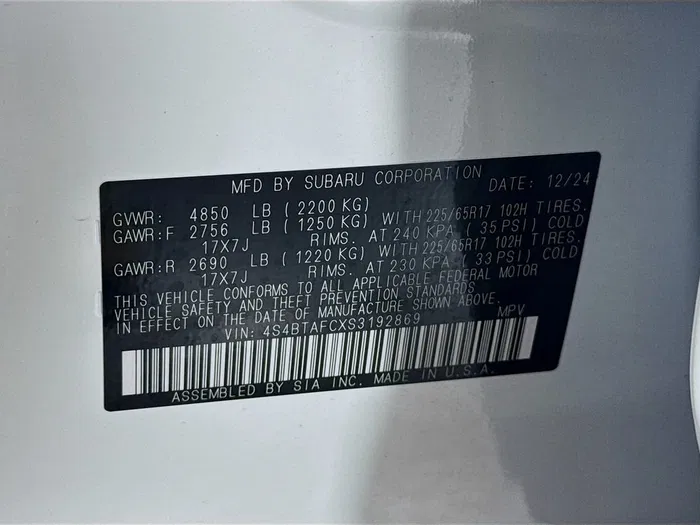 MFD BY SUBARU CORPORATION DATE: 12/24
GVWR: 4850 LB (2200 KG)
GAWR:F 2756 LB (1250 KG) WITH 225/65R17 102H TIRES.
17X7J RIMS. AT 240 KPA (35 PSI) COLD
GAWR:R 2690 LB (1220 KG) WITH 225/65R17 102H TIRES.
17X7J RIMS. AT 230 KPA (33 PSI) COLD
THIS VEHICLE CONFORMS TO ALL APPLICABLE FEDERAL MOTOR
VEHICLE SAFETY AND BUMPER PREVENTION STANDARDS
IN EFFECT ON THE DATE OF MANUFACTURE SHOWN ABOVE.
VIN: 4S4BTAFCXS3192869 MPV
ASSEMBLED BY SIA INC. MADE IN U.S.A.